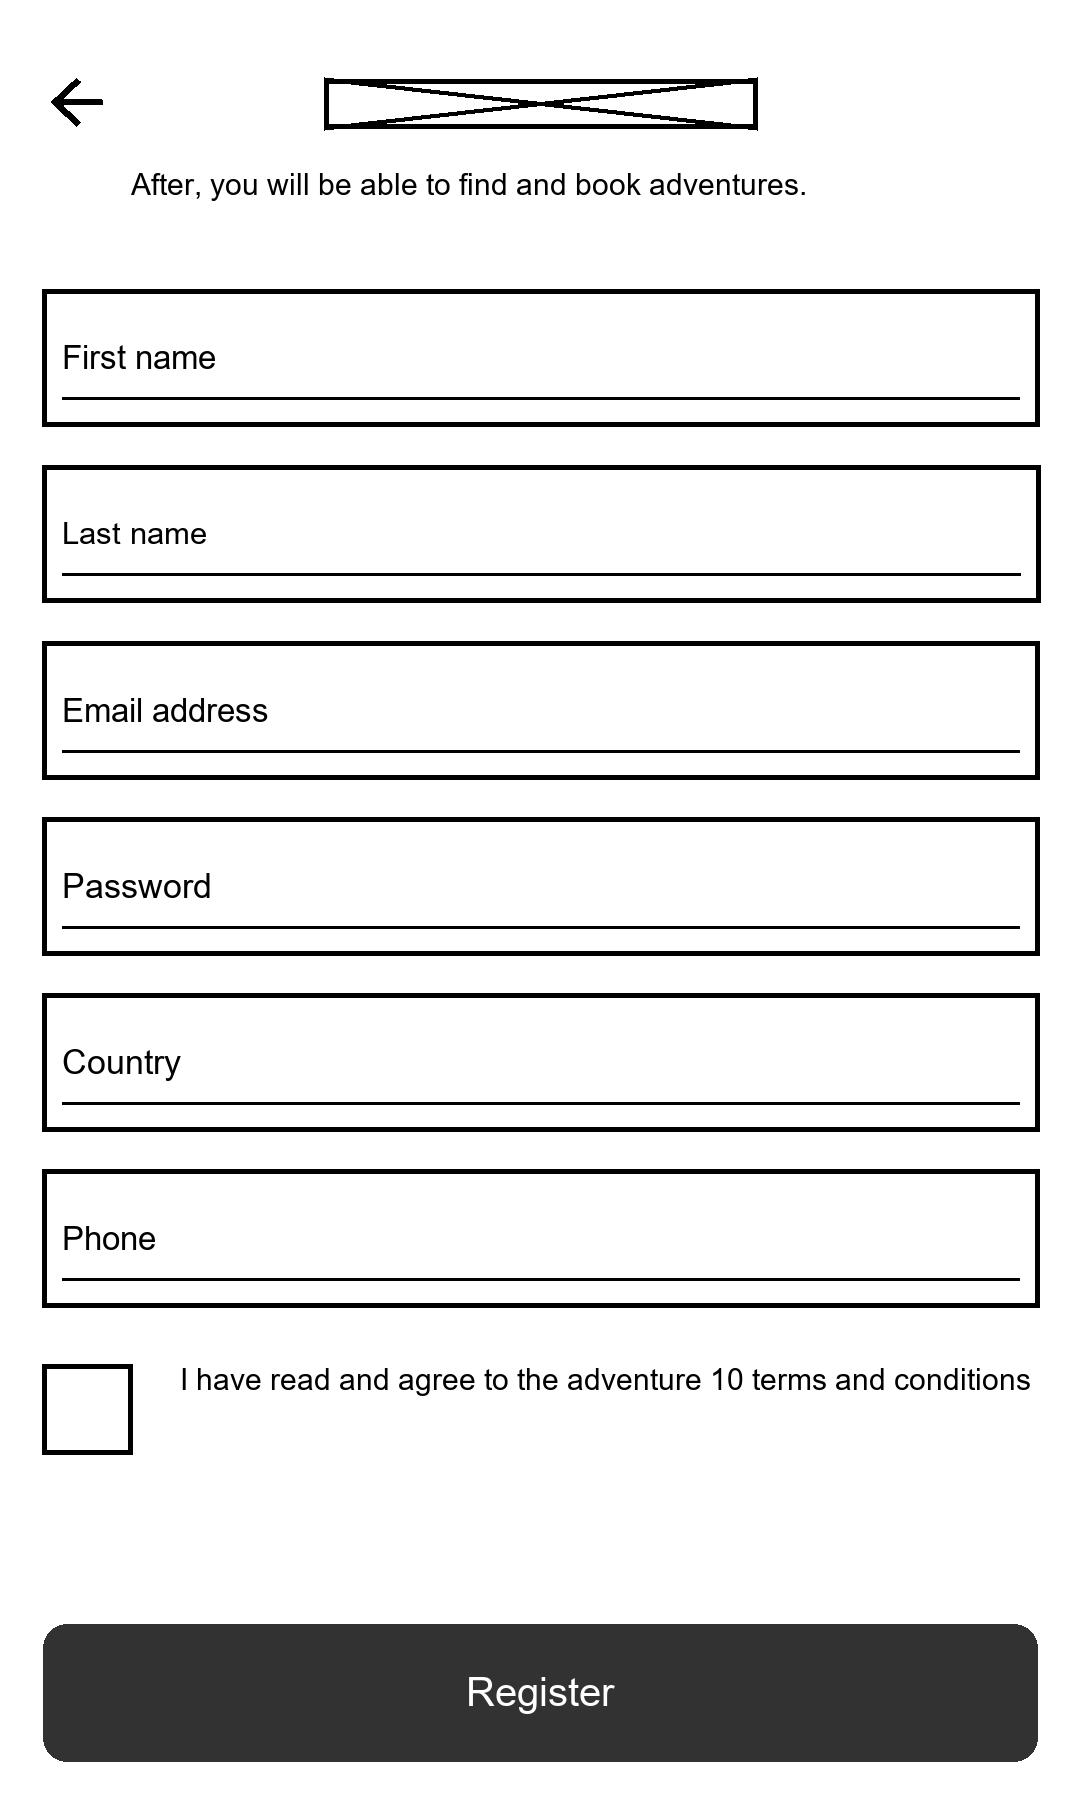 After, you will be able to find and book adventures.
First name
Last name
Email address
Password
Country
Phone
I have read and agree to the adventure 10 terms and conditions
Register